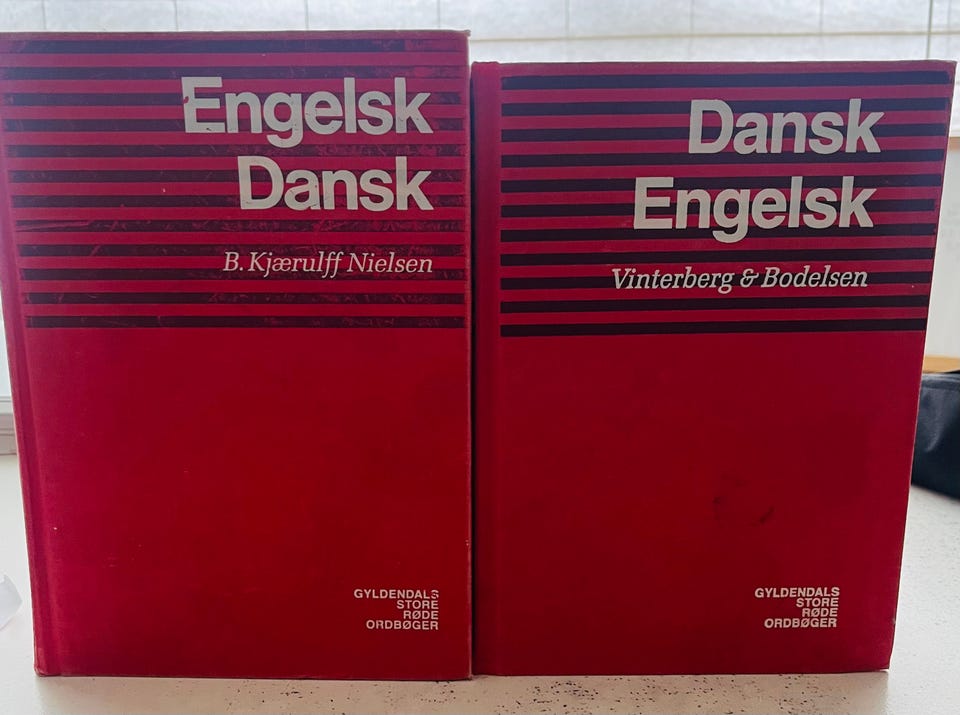 Engelsk
Dansk
B. Kjærulff Nielsen
GYLDENDALS
STORE
RØDE
ORDBØGER
Dansk
Engelsk
Vinterberg & Bodelsen
GYLDENDALS
STORE
RØDE
ORDBØGER